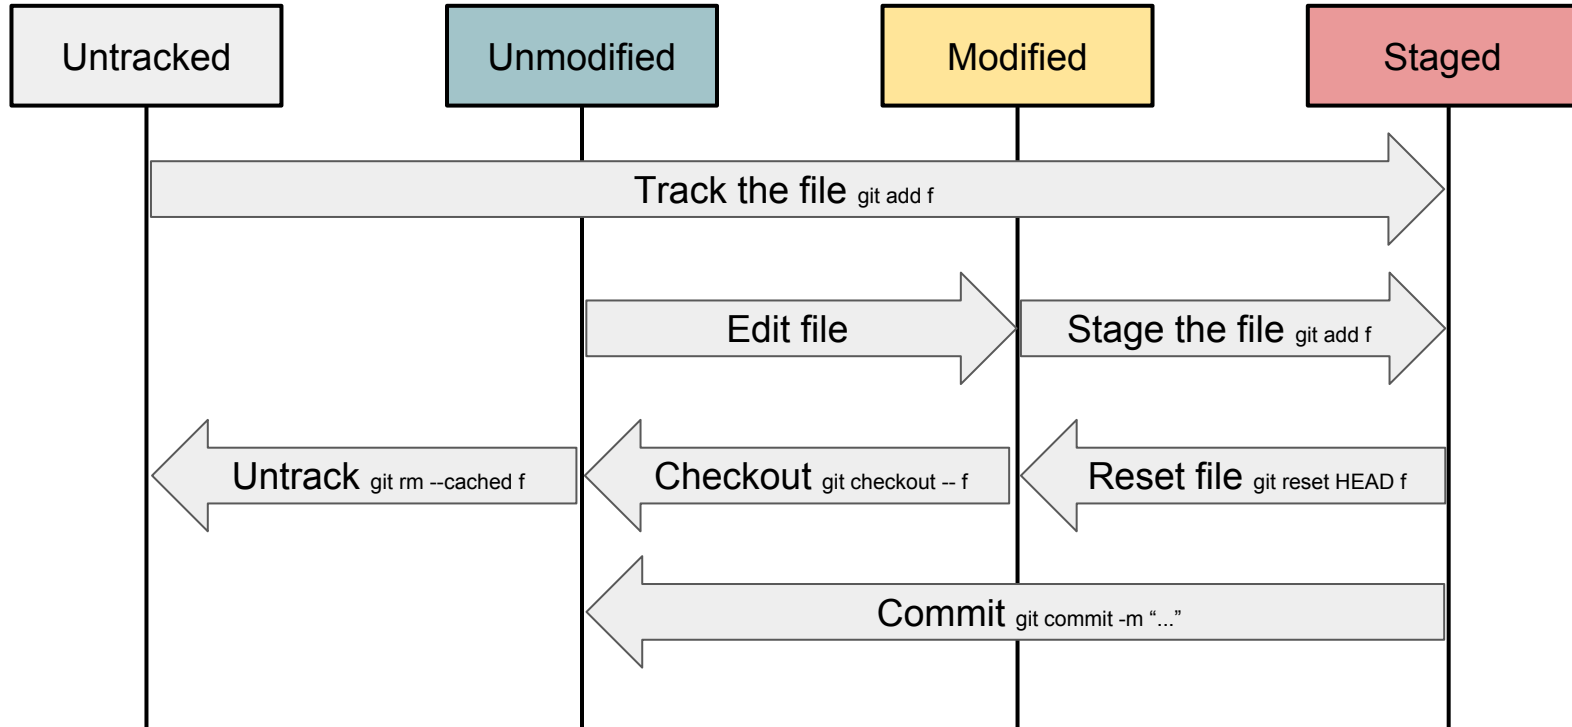 Untracked
Unmodified
Modified
Staged
Track the file git add f
Edit file
Stage the file git add f
Untrack git rm --cached f
Checkout git checkout -- f
Reset file git reset HEAD f
Commit git commit -m “...”